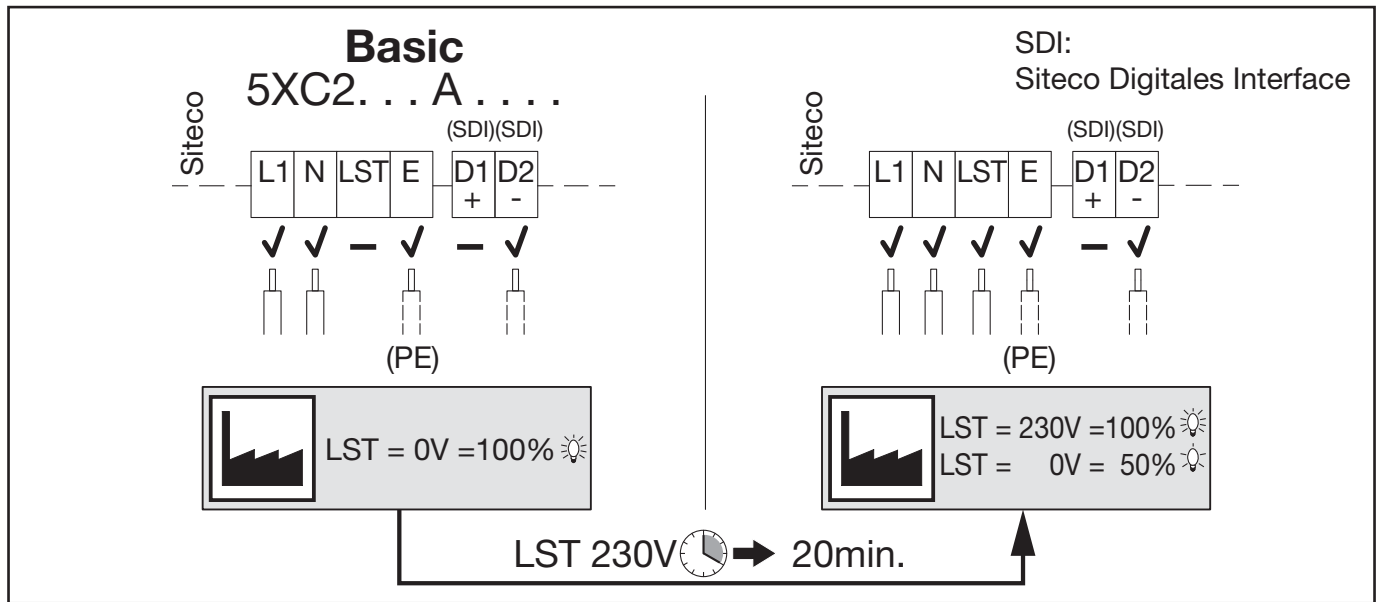 Basic
5XC2. . . A . . . .
Siteco
(SDI)(SDI)
L1 N LST E D1 D2
+ -
(PE)
LST = 0V =100%
SDI:
Siteco Digitales Interface
Siteco
(SDI)(SDI)
L1 N LST E D1 D2
+ -
(PE)
LST = 230V =100%
LST = 0V = 50%
LST 230V 20min.